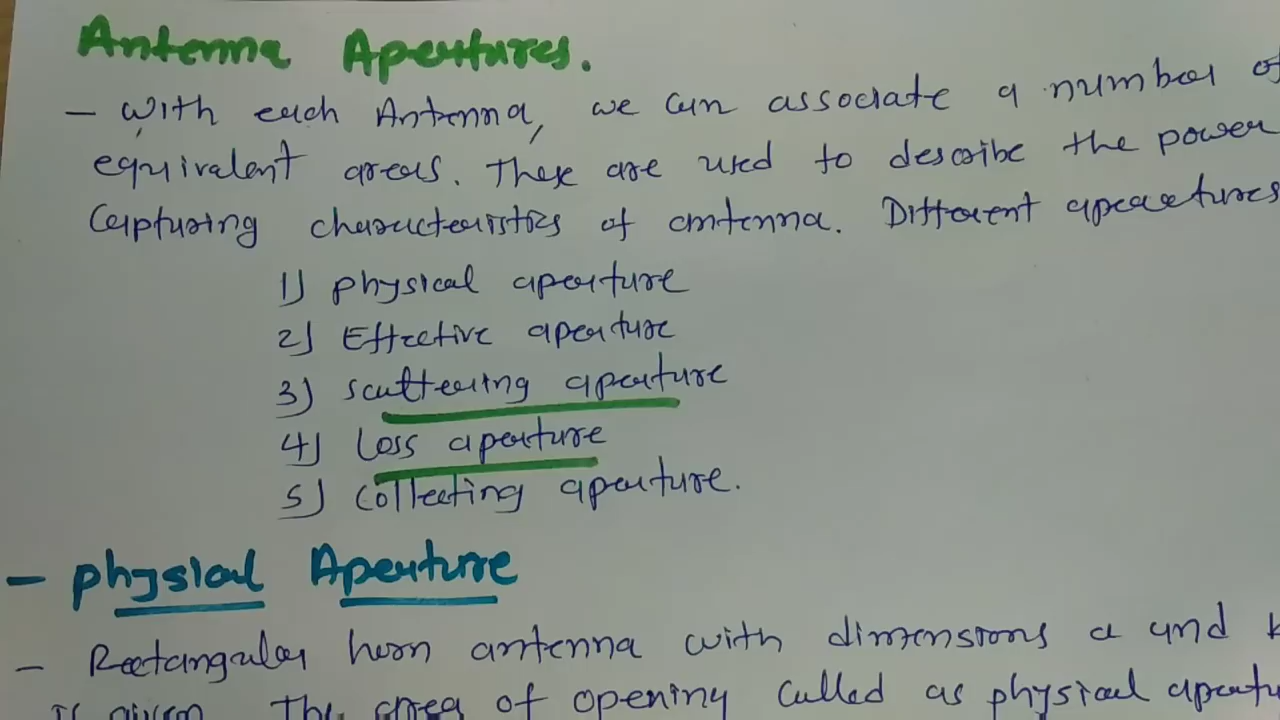 Antenna Apertures.
- With each Antenna, we can associate a number of
equivalent areas. These are used to describe the power
Capturing characteristics of antenna. Different aperatures
1) physical aperture
2) Effective aperture
3) scattering aperture
4) Loss aperture
5) Collecting aperture.
- physical Aperture
- Rectangular horn antenna with dimensions a and b
is given. The area of opening called as physical aperture